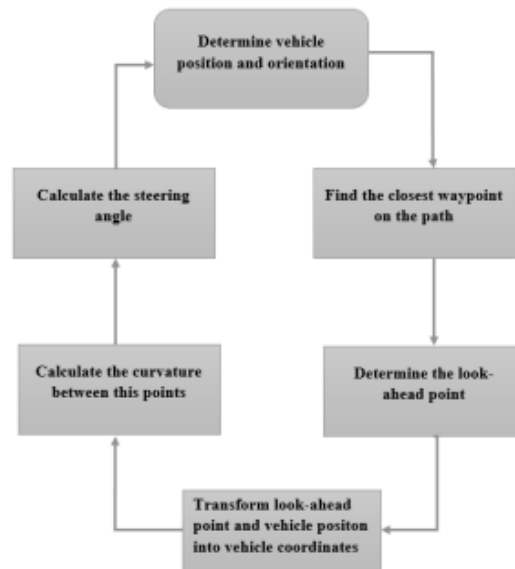 Determine vehicle
position and orientation
Find the closest waypoint
on the path
Determine the look-
ahead point
Transform look-ahead
point and vehicle positon
into vehicle coordinates
Calculate the curvature
between this points
Calculate the steering
angle